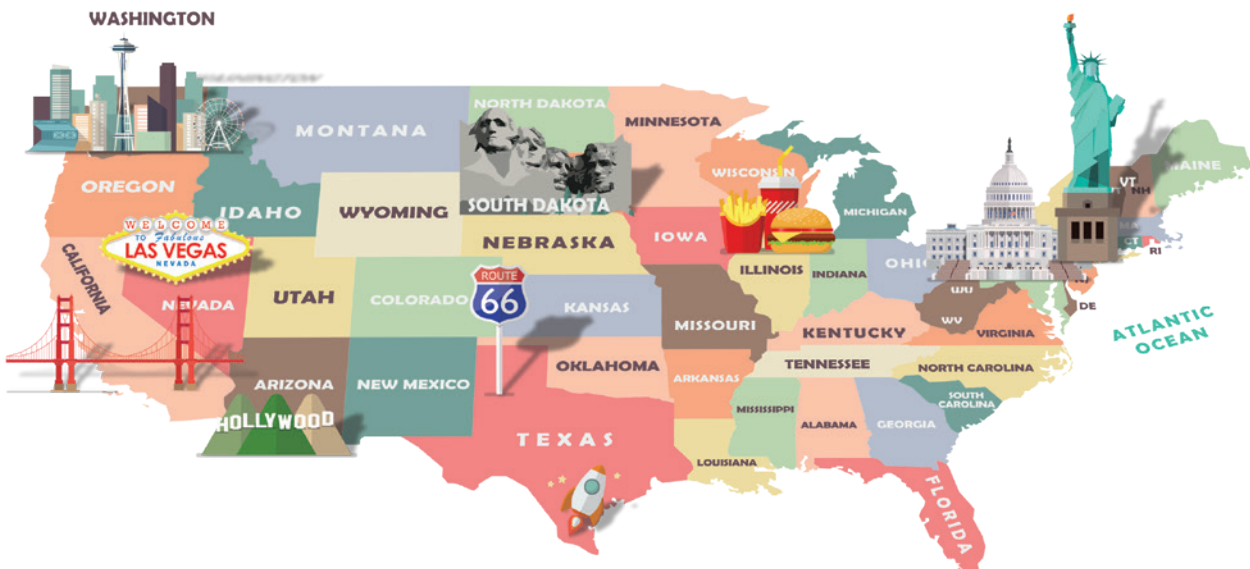 WASHINGTON
MONTANA
NORTH DAKOTA
MINNESOTA
OREGON
IDAHO
WYOMING
SOUTH DAKOTA
WISCONSIN
MICHIGAN
VT
NH
MAINE
WELCOME
TO Fabulous
LAS VEGAS
NEVADA
CALIFORNIA
NEVADA
UTAH
COLORADO
ROUTE
66
NEBRASKA
KANSAS
IOWA
MISSOURI
ILLINOIS
INDIANA
OHIO
MA
CT
RI
NJ
DE
WV
VIRGINIA
KENTUCKY
ATLANTIC
OCEAN
ARIZONA
NEW MEXICO
OKLAHOMA
ARKANSAS
TENNESSEE
NORTH CAROLINA
SOUTH
CAROLINA
HOLLYWOOD
TEXAS
MISSISSIPPI
ALABAMA
GEORGIA
LOUISIANA
FLORIDA